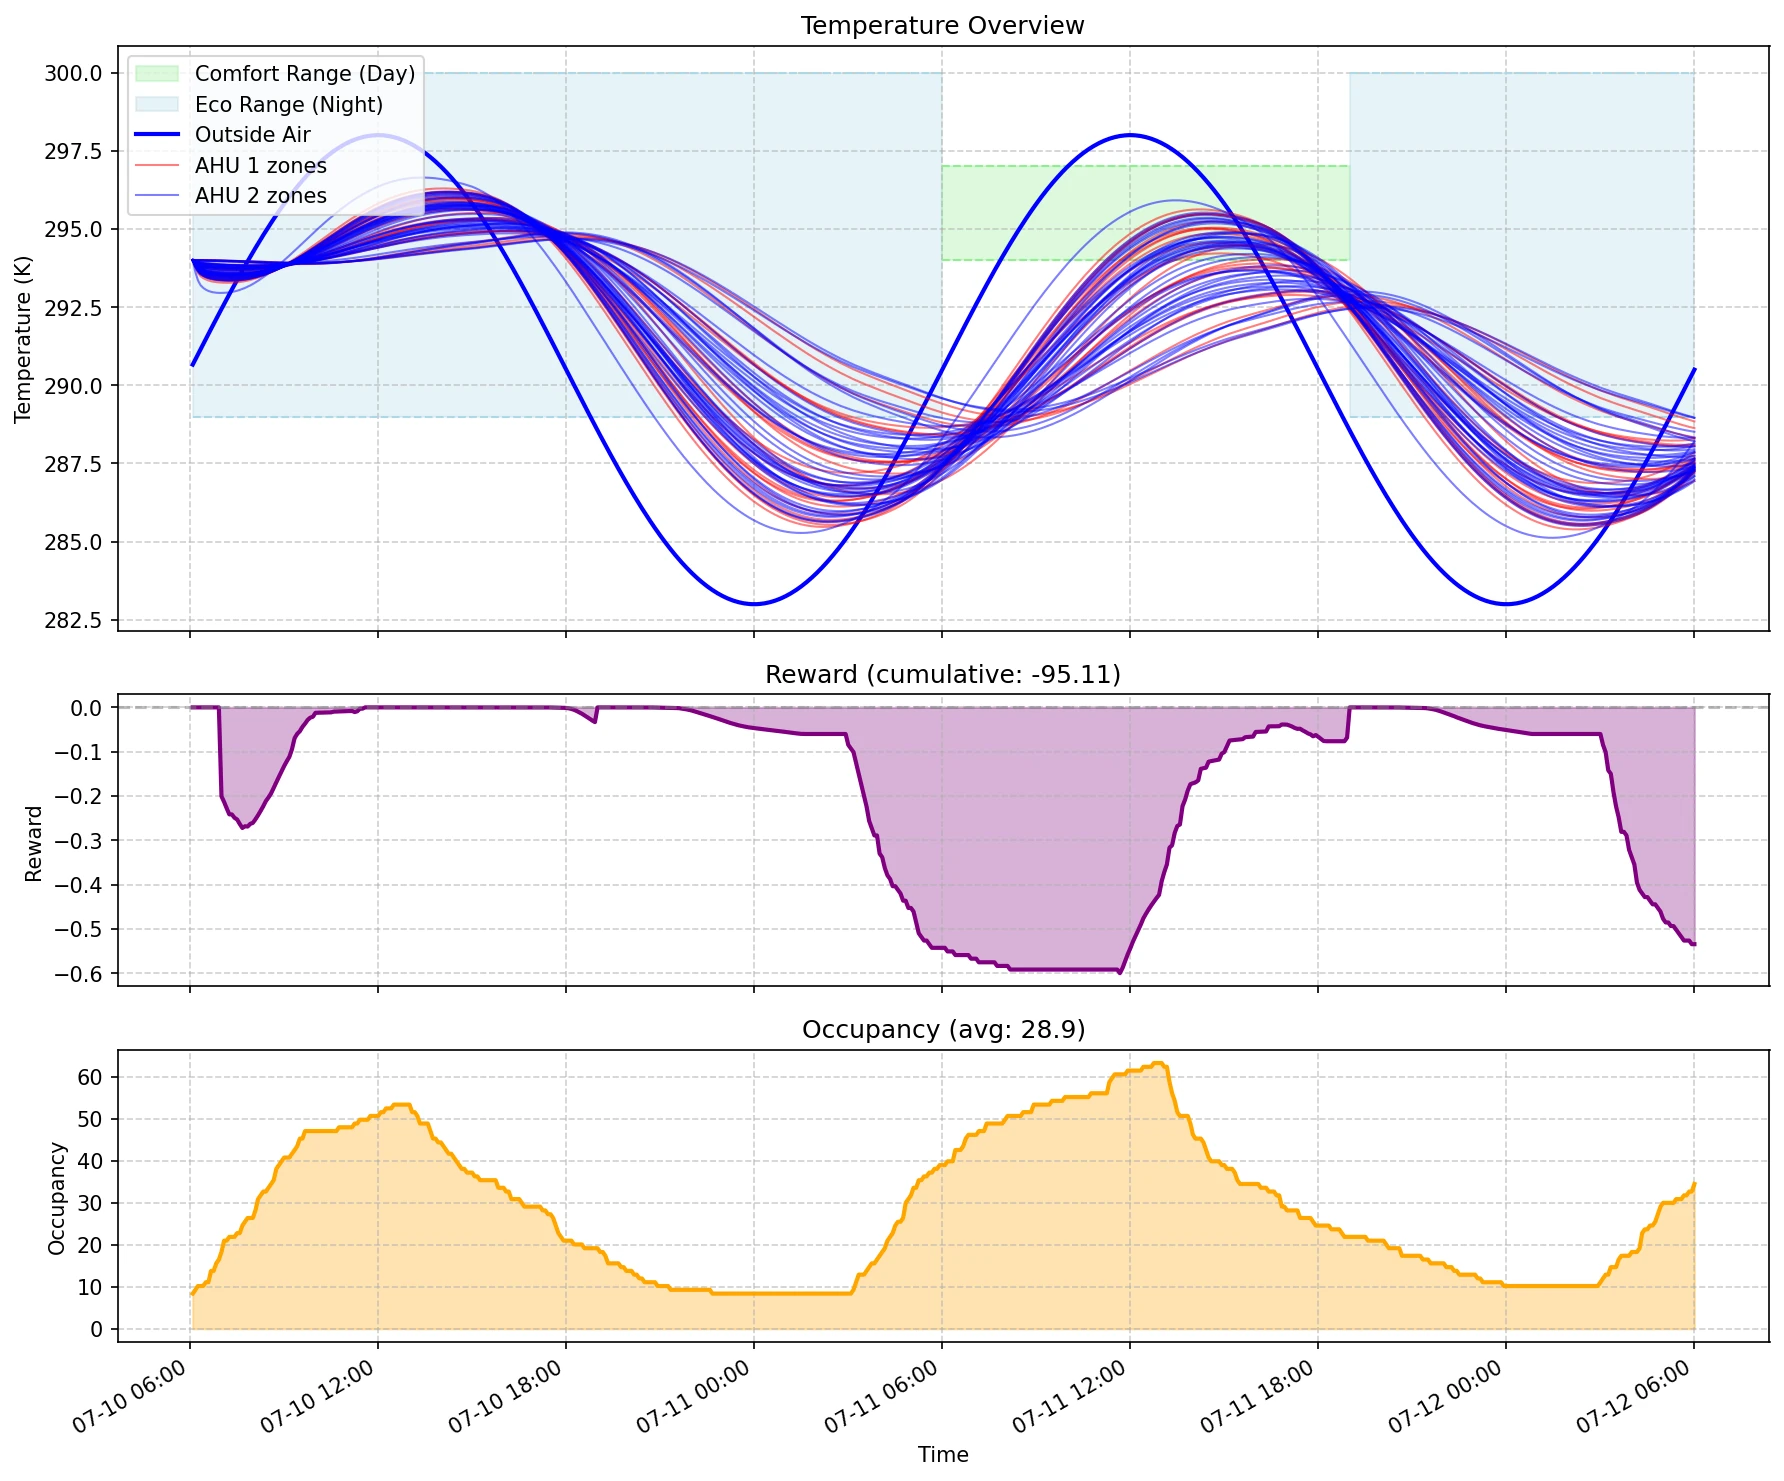 Temperature Overview
Temperature (K)
300.0
297.5
295.0
292.5
290.0
287.5
285.0
282.5
Comfort Range (Day)
Eco Range (Night)
Outside Air
AHU 1 zones
AHU 2 zones
Reward (cumulative: -95.11)
Reward
0.0
−0.1
−0.2
−0.3
−0.4
−0.5
−0.6
Occupancy (avg: 28.9)
Occupancy
60
50
40
30
20
10
0
07-10 06:00
07-10 12:00
07-10 18:00
07-11 00:00
07-11 06:00
07-11 12:00
07-11 18:00
07-12 00:00
07-12 06:00
Time